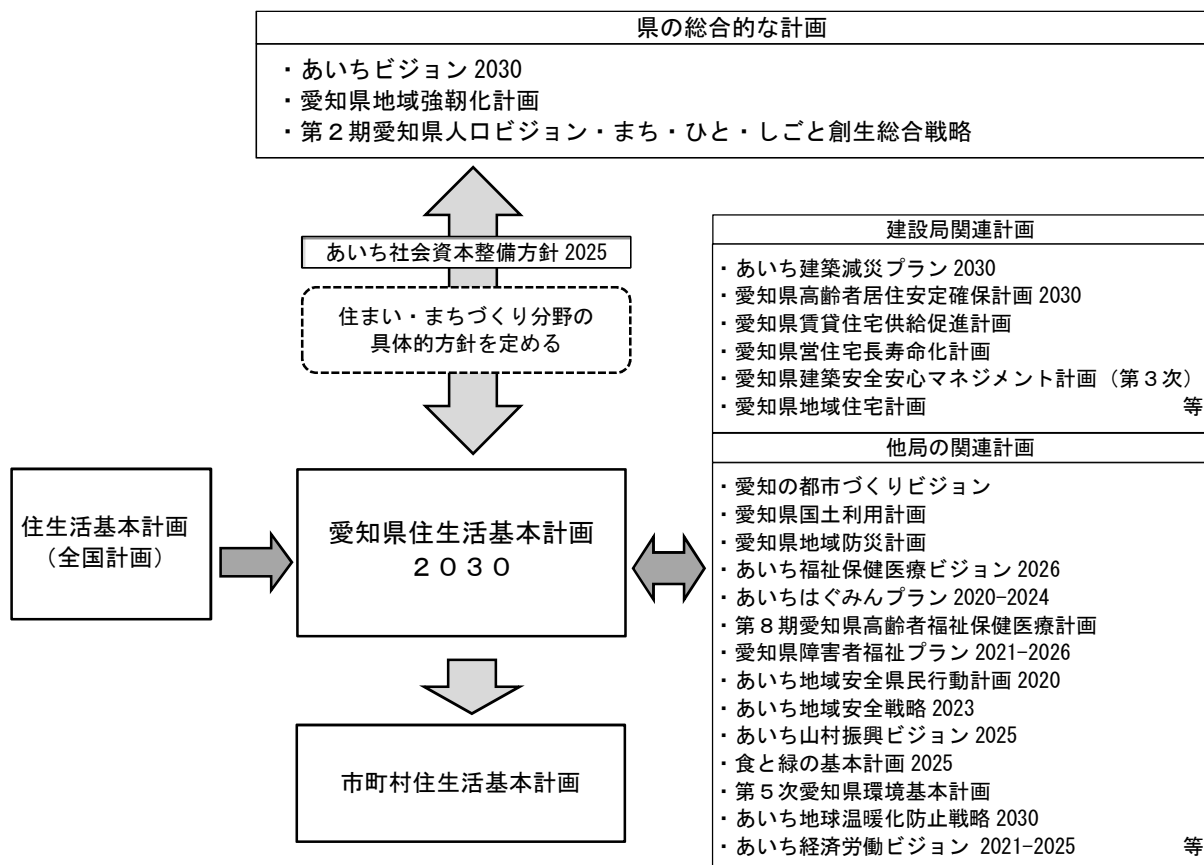 県の総合的な計画
・あいちビジョン 2030
・愛知県地域強靭化計画
・第２期愛知県人口ビジョン・まち・ひと・しごと創生総合戦略
あいち社会資本整備方針 2025
住まい・まちづくり分野の
具体的方針を定める
建設局関連計画
・あいち建築減災プラン 2030
・愛知県高齢者居住安定確保計画 2030
・愛知県賃貸住宅供給促進計画
・愛知県営住宅長寿命化計画
・愛知県建築安全安心マネジメント計画（第３次）
・愛知県地域住宅計画 等
他局の関連計画
・愛知の都市づくりビジョン
・愛知県国土利用計画
・愛知県地域防災計画
・あいち福祉保健医療ビジョン 2026
・あいちはぐみんプラン 2020-2024
・第８期愛知県高齢者福祉保健医療計画
・愛知県障害者福祉プラン 2021-2026
・あいち地域安全県民行動計画 2020
・あいち地域安全戦略 2023
・あいち山村振興ビジョン 2025
・食と緑の基本計画 2025
・第５次愛知県環境基本計画
・あいち地球温暖化防止戦略 2030
・あいち経済労働ビジョン 2021-2025 等
住生活基本計画
（全国計画）
愛知県住生活基本計画
２０３０
市町村住生活基本計画